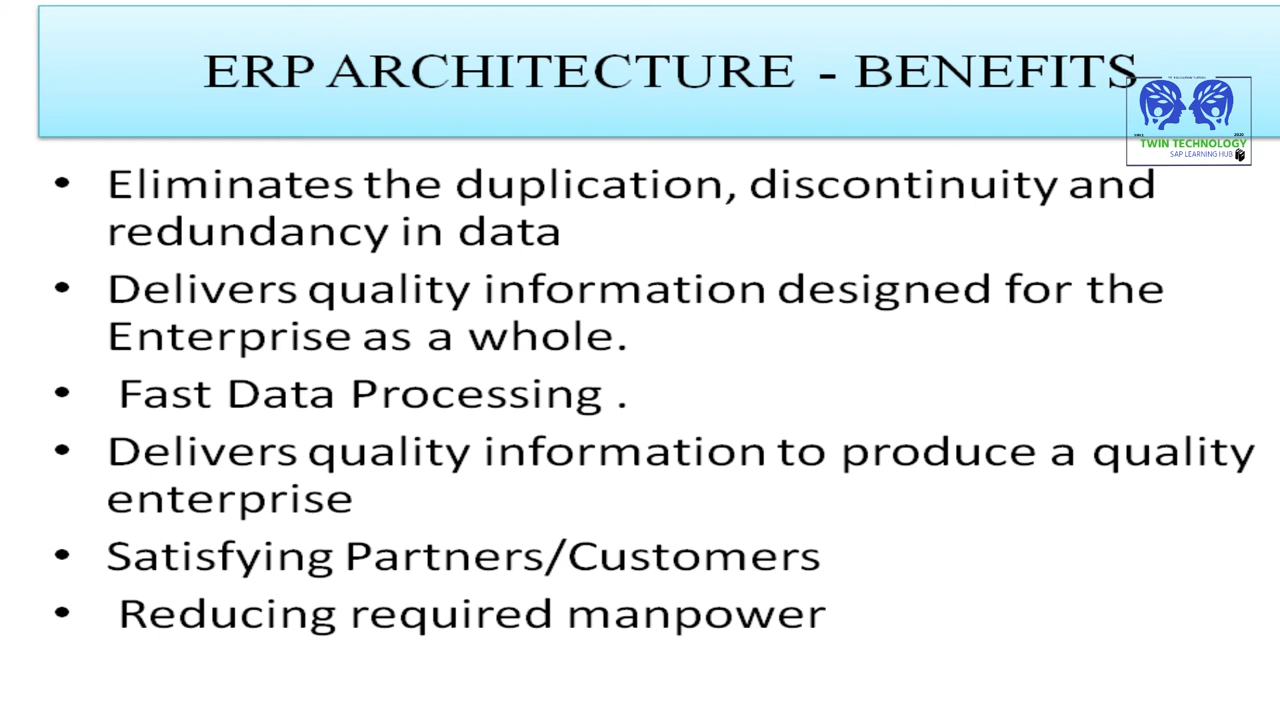 ERP ARCHITECTURE - BENEFITS
SINCE
2020
TWIN TECHNOLOGY
SAP LEARNING HUB
• Eliminates the duplication, discontinuity and
redundancy in data
• Delivers quality information designed for the
Enterprise as a whole.
• Fast Data Processing .
• Delivers quality information to produce a quality
enterprise
• Satisfying Partners/Customers
• Reducing required manpower